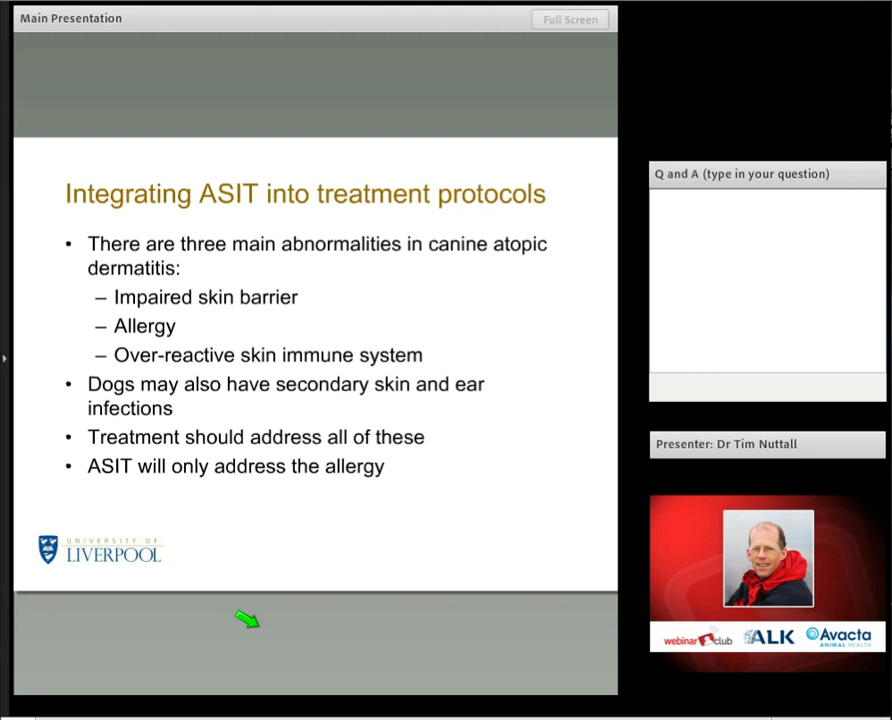 Main Presentation
Full Screen
Integrating ASIT into treatment protocols
• There are three main abnormalities in canine atopic
dermatitis:
– Impaired skin barrier
– Allergy
– Over-reactive skin immune system
• Dogs may also have secondary skin and ear
infections
• Treatment should address all of these
• ASIT will only address the allergy
UNIVERSITY OF
LIVERPOOL
Q and A (type in your question)
Presenter: Dr Tim Nuttall
webinar club
ALK
Avacta
ANIMAL HEALTH